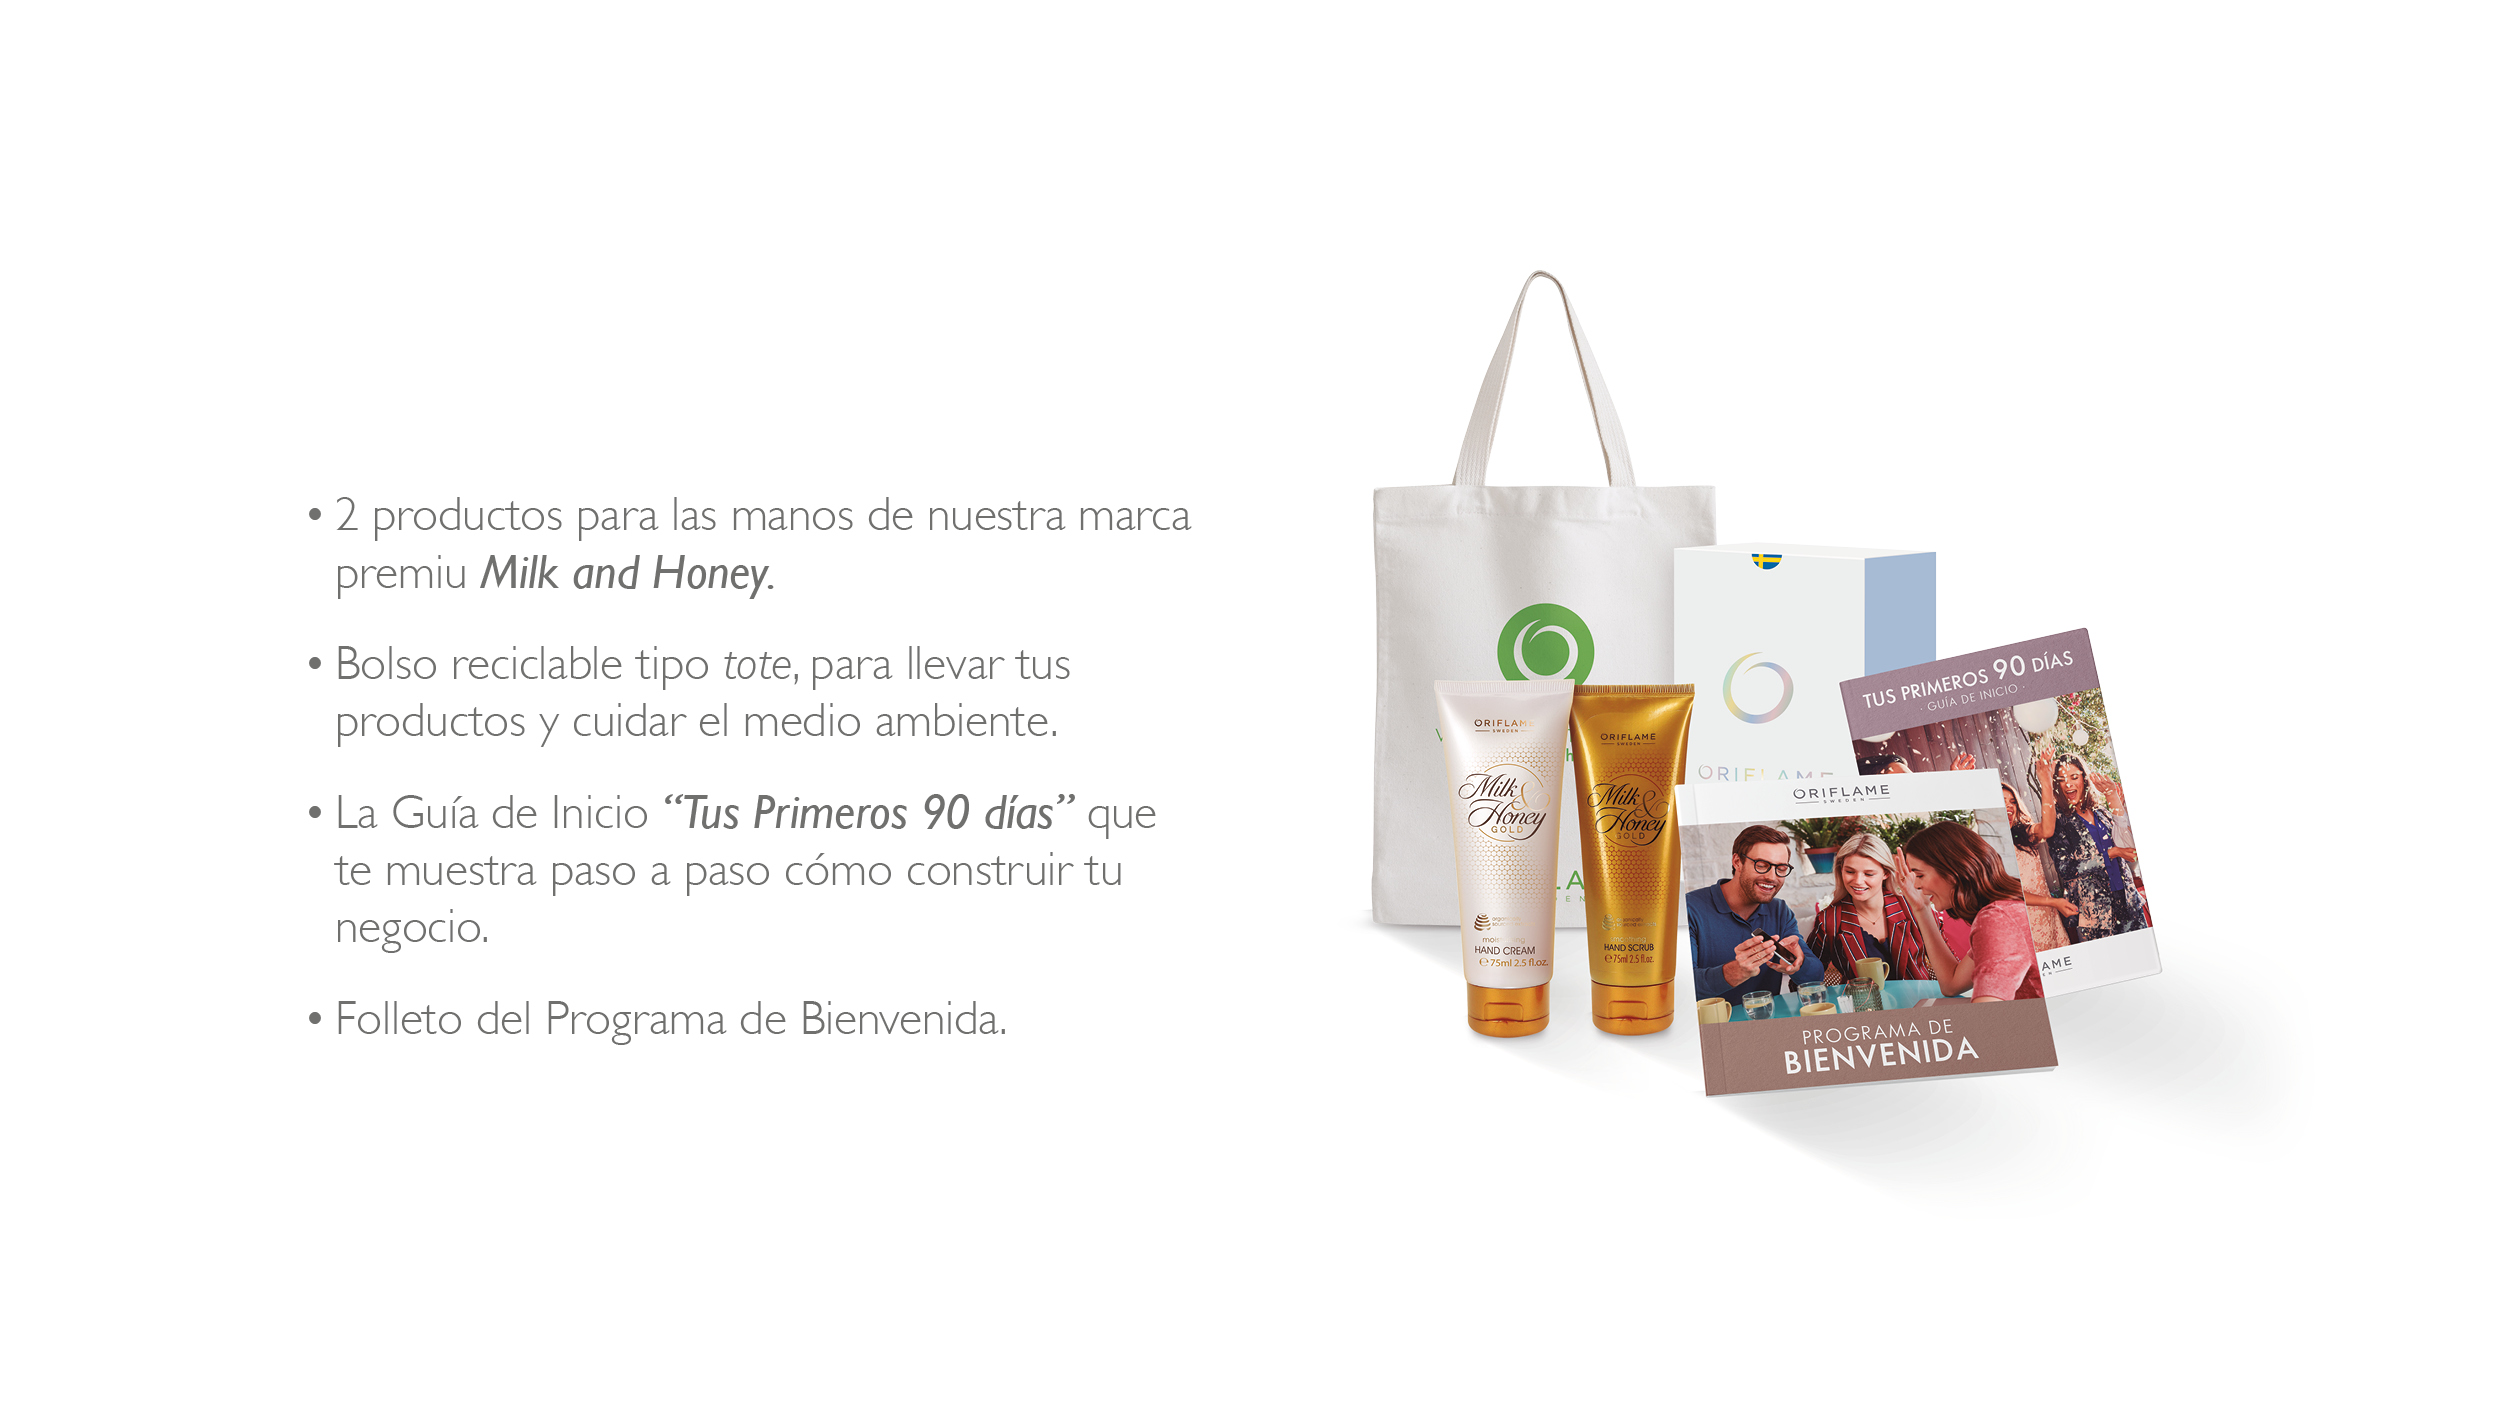 • 2 productos para las manos de nuestra marca
premiu Milk and Honey.
• Bolso reciclable tipo tote, para llevar tus
productos y cuidar el medio ambiente.
• La Guía de Inicio “Tus Primeros 90 días” que
te muestra paso a paso cómo construir tu
negocio.
• Folleto del Programa de Bienvenida.
ORIFLAME
SWEDEN
Milk &
Honey
GOLD
HAND CREAM
℮ 75ml 2.5 fl.oz.
ORIFLAME
SWEDEN
Milk &
Honey
GOLD
HAND SCRUB
℮ 75ml 2.5 fl.oz.
ORIFLAME
TUS PRIMEROS 90 DÍAS
· GUÍA DE INICIO ·
ORIFLAME
SWEDEN
PROGRAMA DE
BIENVENIDA